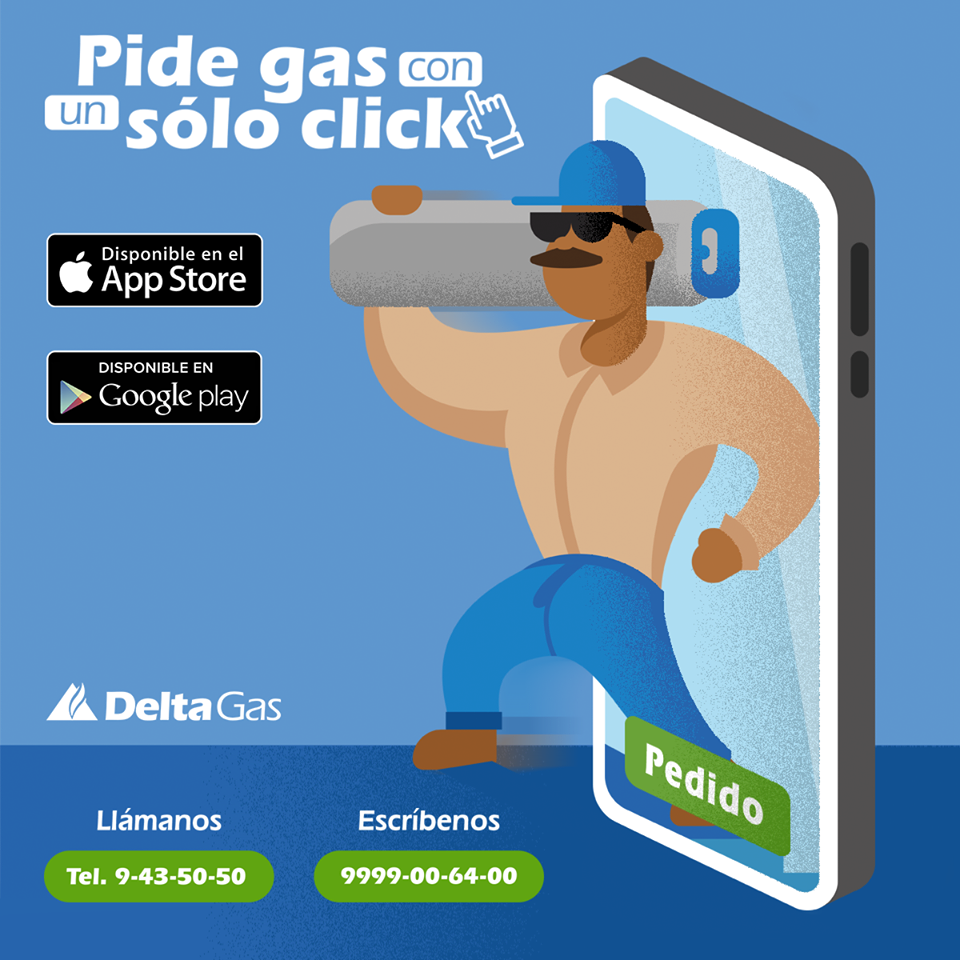 Pide gas con
un sólo click
Disponible en el
App Store
DISPONIBLE EN
Google play
Delta Gas
Pedido
Llámanos
Tel. 9-43-50-50
Escríbenos
9999-00-64-00